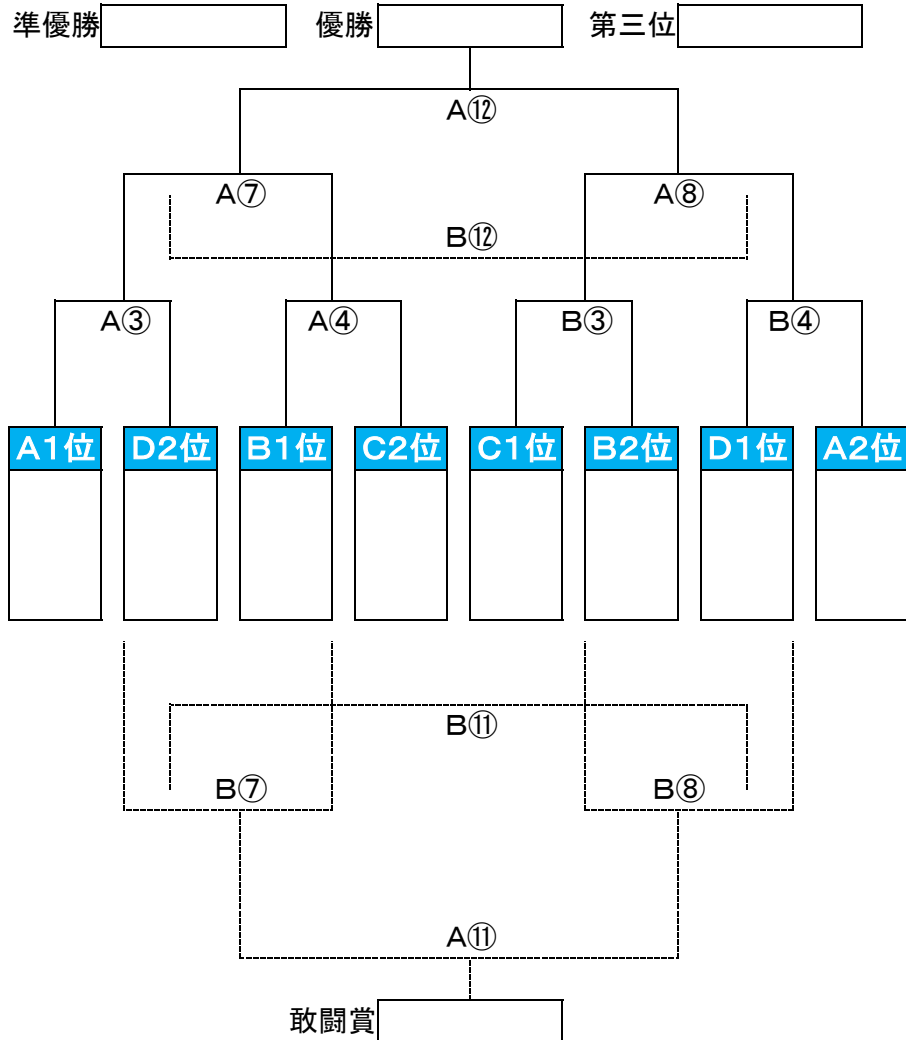 準優勝 優勝 第三位
A⑫
A⑦ A⑧
B⑫
A③ A④ B③ B④
A1位 D2位 B1位 C2位 C1位 B2位 D1位 A2位
B⑪
B⑦ B⑧
A⑪
敢闘賞